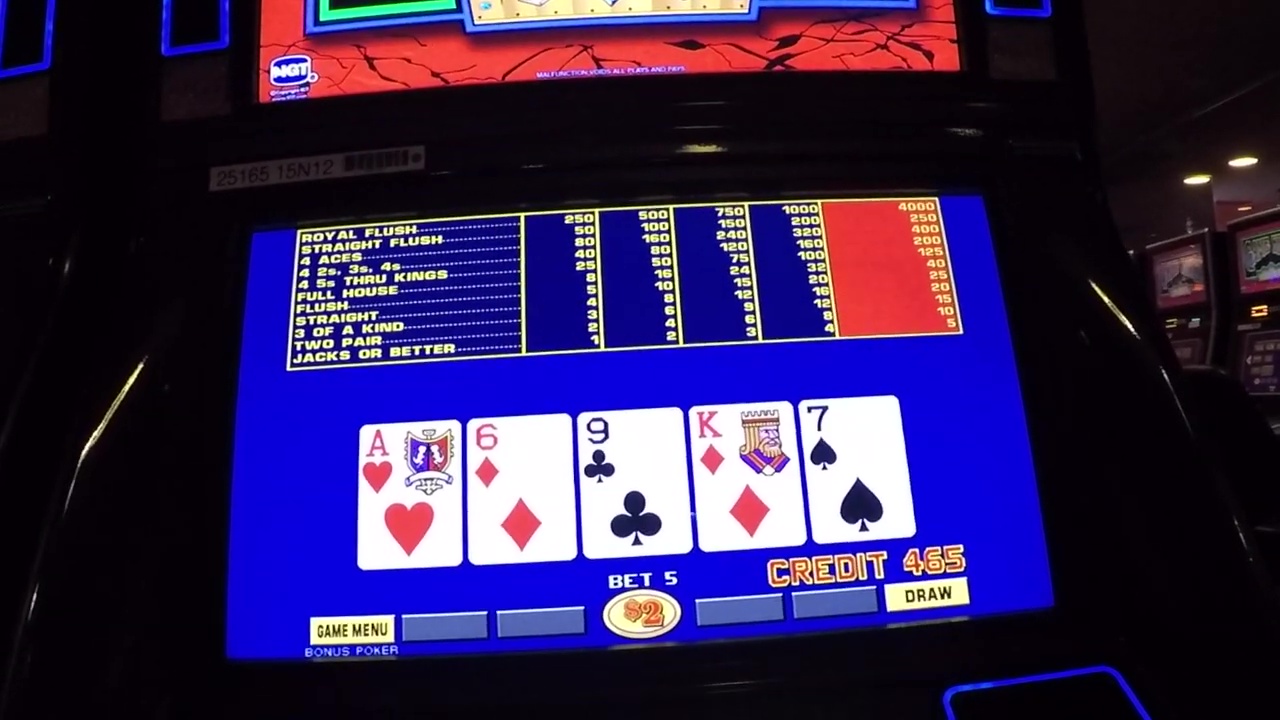 NGT
MALFUNCTION VOIDS ALL PLAYS AND PAYS
25165 15N12
ROYAL FLUSH 250 500 750 1000 4000
STRAIGHT FLUSH 50 100 150 200 250
4 ACES 80 160 240 320 400
4 2s, 3s, 4s 40 80 120 160 200
4 5s THRU KINGS 25 50 75 100 125
FULL HOUSE 8 16 24 32 40
FLUSH 5 10 15 20 25
STRAIGHT 4 8 12 16 20
3 OF A KIND 3 6 9 12 15
TWO PAIR 2 4 6 8 10
JACKS OR BETTER 1 2 3 4 5
A 6 9 K 7
BET 5
CREDIT 465
$2
GAME MENU
DRAW
BONUS POKER